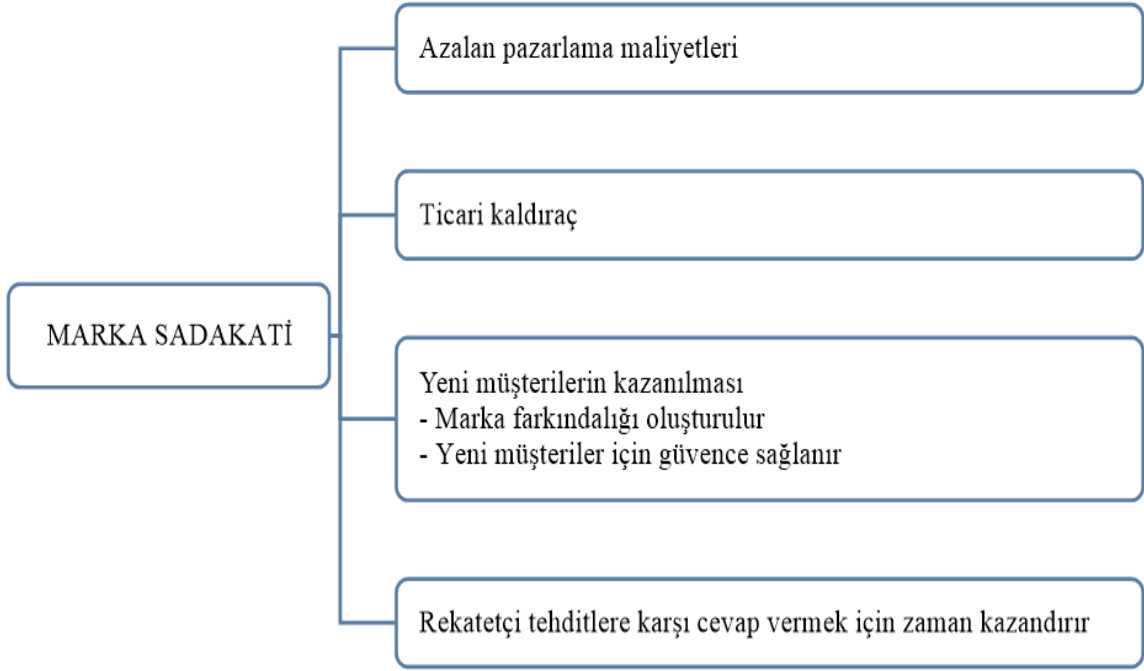 Azalan pazarlama maliyetleri
Ticari kaldıraç
MARKA SADAKATİ
Yeni müşterilerin kazanılması
- Marka farkındalığı oluşturulur
- Yeni müşteriler için güvence sağlanır
Rekatetçi tehditlere karşı cevap vermek için zaman kazandırır